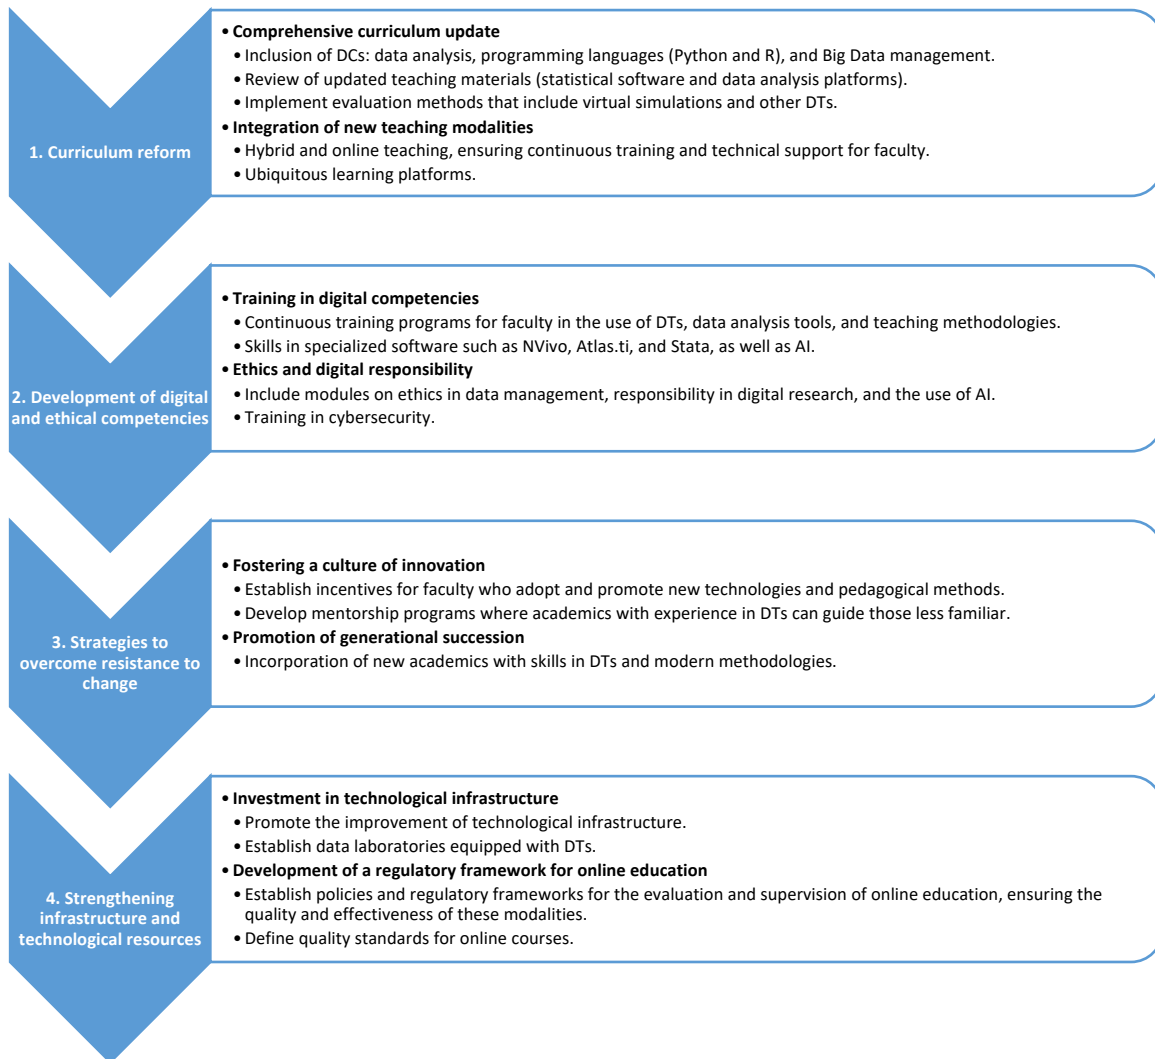 1. Curriculum reform
• Comprehensive curriculum update
• Inclusion of DCs: data analysis, programming languages (Python and R), and Big Data management.
• Review of updated teaching materials (statistical software and data analysis platforms).
• Implement evaluation methods that include virtual simulations and other DTs.
• Integration of new teaching modalities
• Hybrid and online teaching, ensuring continuous training and technical support for faculty.
• Ubiquitous learning platforms.
2. Development of digital
and ethical competencies
• Training in digital competencies
• Continuous training programs for faculty in the use of DTs, data analysis tools, and teaching methodologies.
• Skills in specialized software such as NVivo, Atlas.ti, and Stata, as well as AI.
• Ethics and digital responsibility
• Include modules on ethics in data management, responsibility in digital research, and the use of AI.
• Training in cybersecurity.
3. Strategies to
overcome resistance to
change
• Fostering a culture of innovation
• Establish incentives for faculty who adopt and promote new technologies and pedagogical methods.
• Develop mentorship programs where academics with experience in DTs can guide those less familiar.
• Promotion of generational succession
• Incorporation of new academics with skills in DTs and modern methodologies.
4. Strengthening
infrastructure and
technological resources
• Investment in technological infrastructure
• Promote the improvement of technological infrastructure.
• Establish data laboratories equipped with DTs.
• Development of a regulatory framework for online education
• Establish policies and regulatory frameworks for the evaluation and supervision of online education, ensuring the
quality and effectiveness of these modalities.
• Define quality standards for online courses.